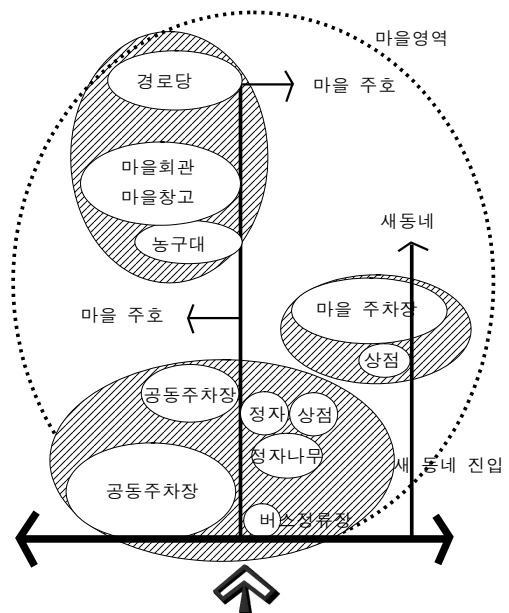 마을영역
경로당
마을 주호
마을회관
마을창고
새동네
농구대
마을 주호
마을 주차장
상점
공동주차장
정자
상점
정자나무
새 동네 진입
공동주차장
버스정류장